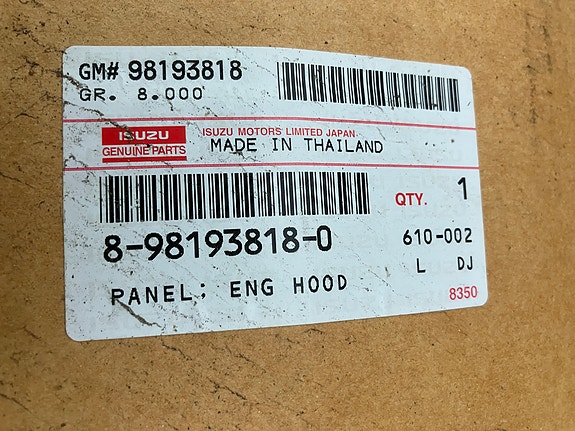 GM# 98193818
GR. 8.000
ISUZU
GENUINE PARTS
ISUZU MOTORS LIMITED JAPAN
MADE IN THAILAND
QTY. 1
8-98193818-0
610-002
L DJ
PANEL; ENG HOOD
8350